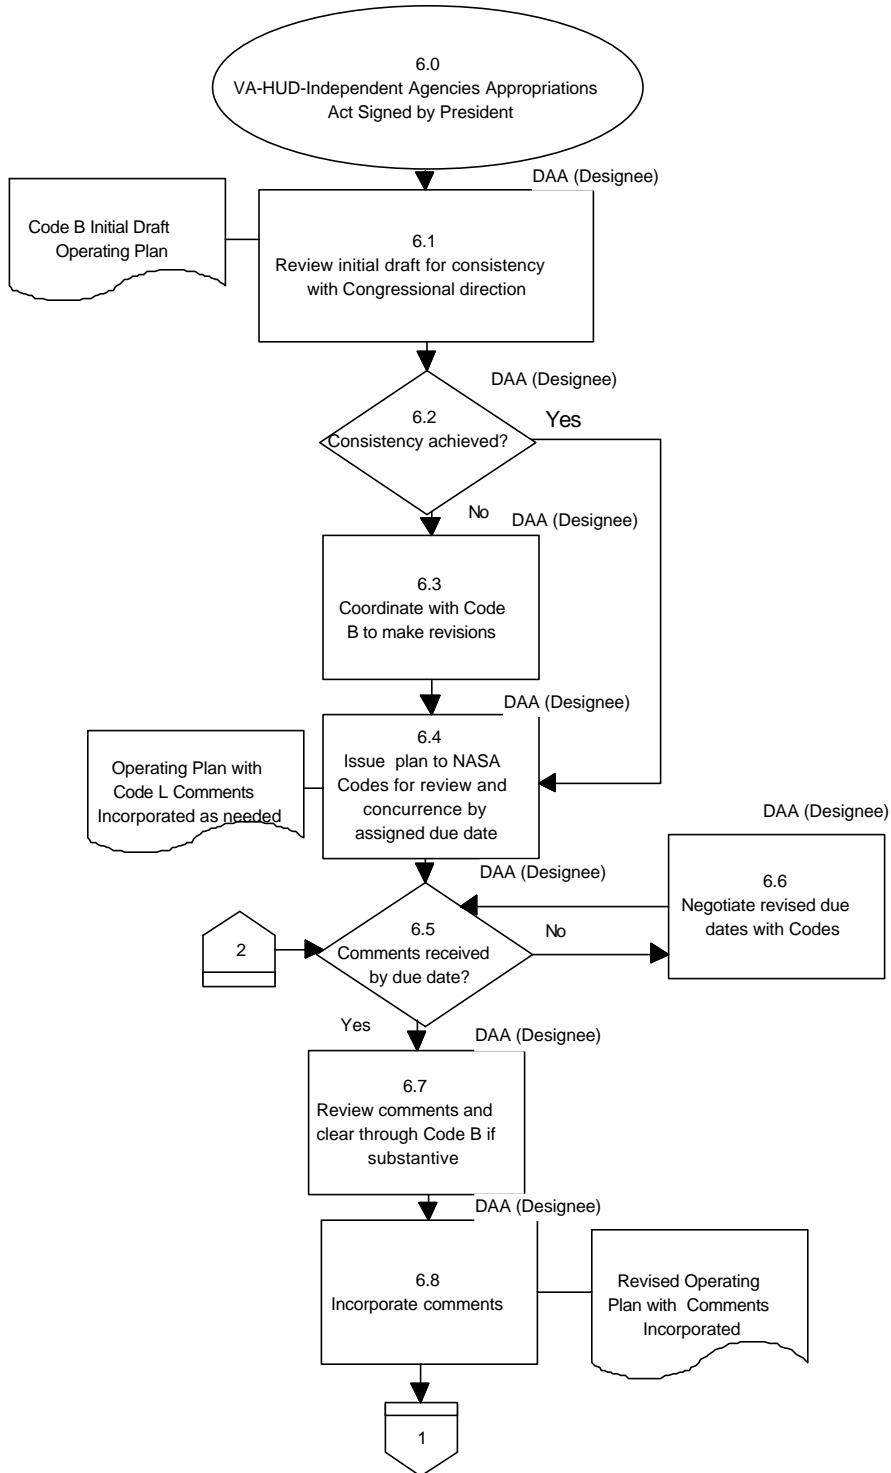 6.0
VA-HUD-Independent Agencies Appropriations
Act Signed by President
DAA (Designee)
Code B Initial Draft
Operating Plan
6.1
Review initial draft for consistency
with Congressional direction
DAA (Designee)
6.2
Consistency achieved?
Yes
No
DAA (Designee)
6.3
Coordinate with Code
B to make revisions
DAA (Designee)
6.4
Issue plan to NASA
Codes for review and
concurrence by
assigned due date
Operating Plan with
Code L Comments
Incorporated as needed
DAA (Designee)
DAA (Designee)
6.6
Negotiate revised due
dates with Codes
6.5
Comments received
by due date?
No
2
Yes
DAA (Designee)
6.7
Review comments and
clear through Code B if
substantive
DAA (Designee)
6.8
Incorporate comments
Revised Operating
Plan with Comments
Incorporated
1